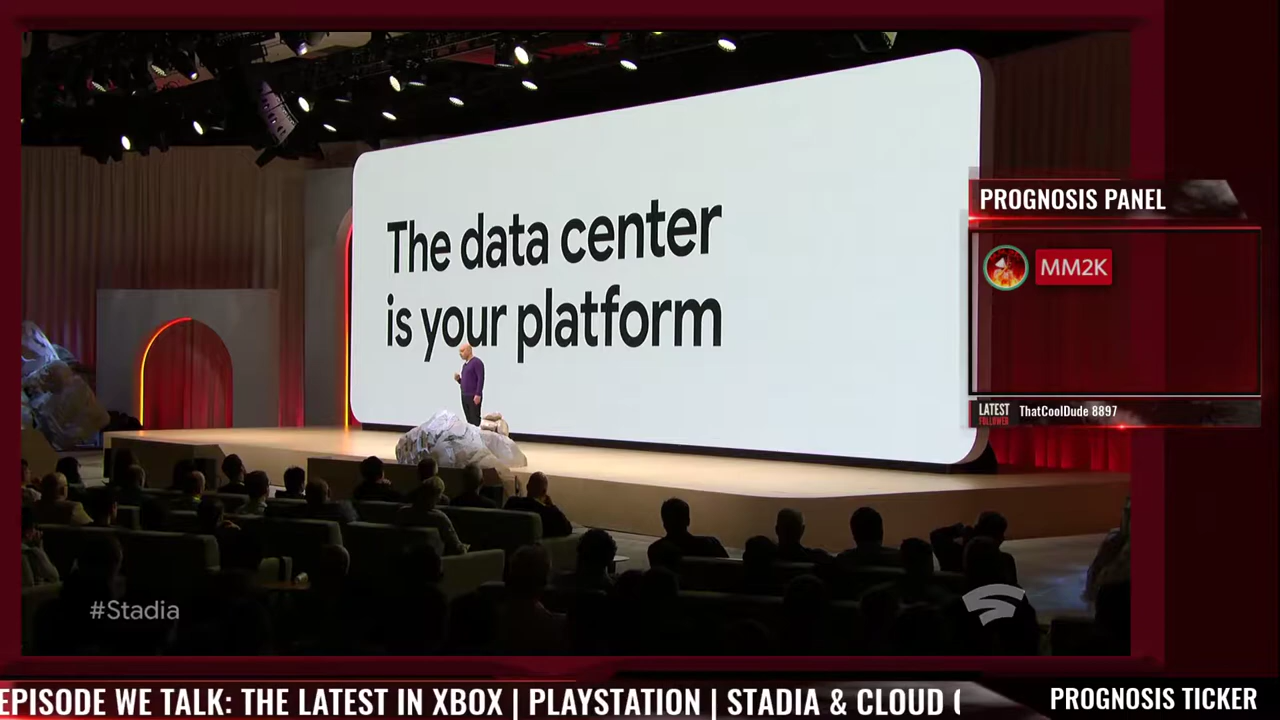 The data center
is your platform
PROGNOSIS PANEL
MM2K
LATEST
FOLLOWER
ThatCoolDude 8897
#Stadia
EPISODE WE TALK: THE LATEST IN XBOX | PLAYSTATION | STADIA & CLOUD
PROGNOSIS TICKER